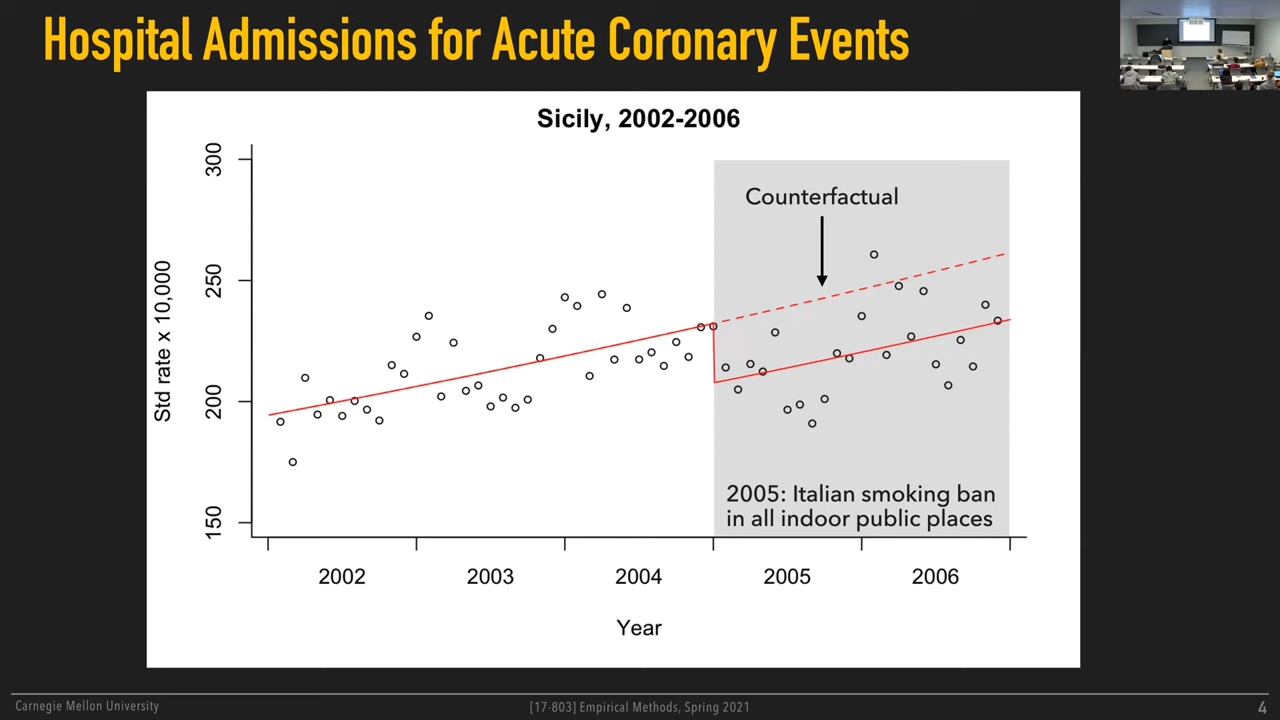 Hospital Admissions for Acute Coronary Events
Sicily, 2002-2006
300
250
200
150
Std rate x 10,000
Counterfactual
2005: Italian smoking ban
in all indoor public places
2002 2003 2004 2005 2006
Year
Carnegie Mellon University
[17-803] Empirical Methods, Spring 2021
4